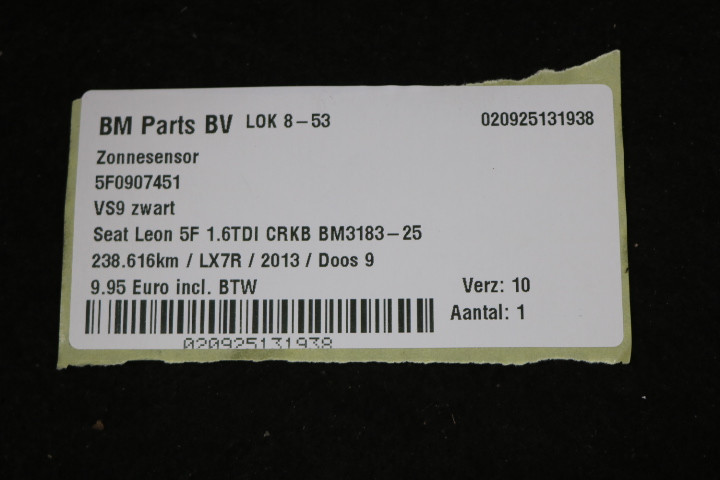 BM Parts BV LOK 8-53 020925131938
Zonnesensor
5F0907451
VS9 zwart
Seat Leon 5F 1.6TDI CRKB BM3183-25
238.616km / LX7R / 2013 / Doos 9
9.95 Euro incl. BTW Verz: 10
Aantal: 1
020925131938